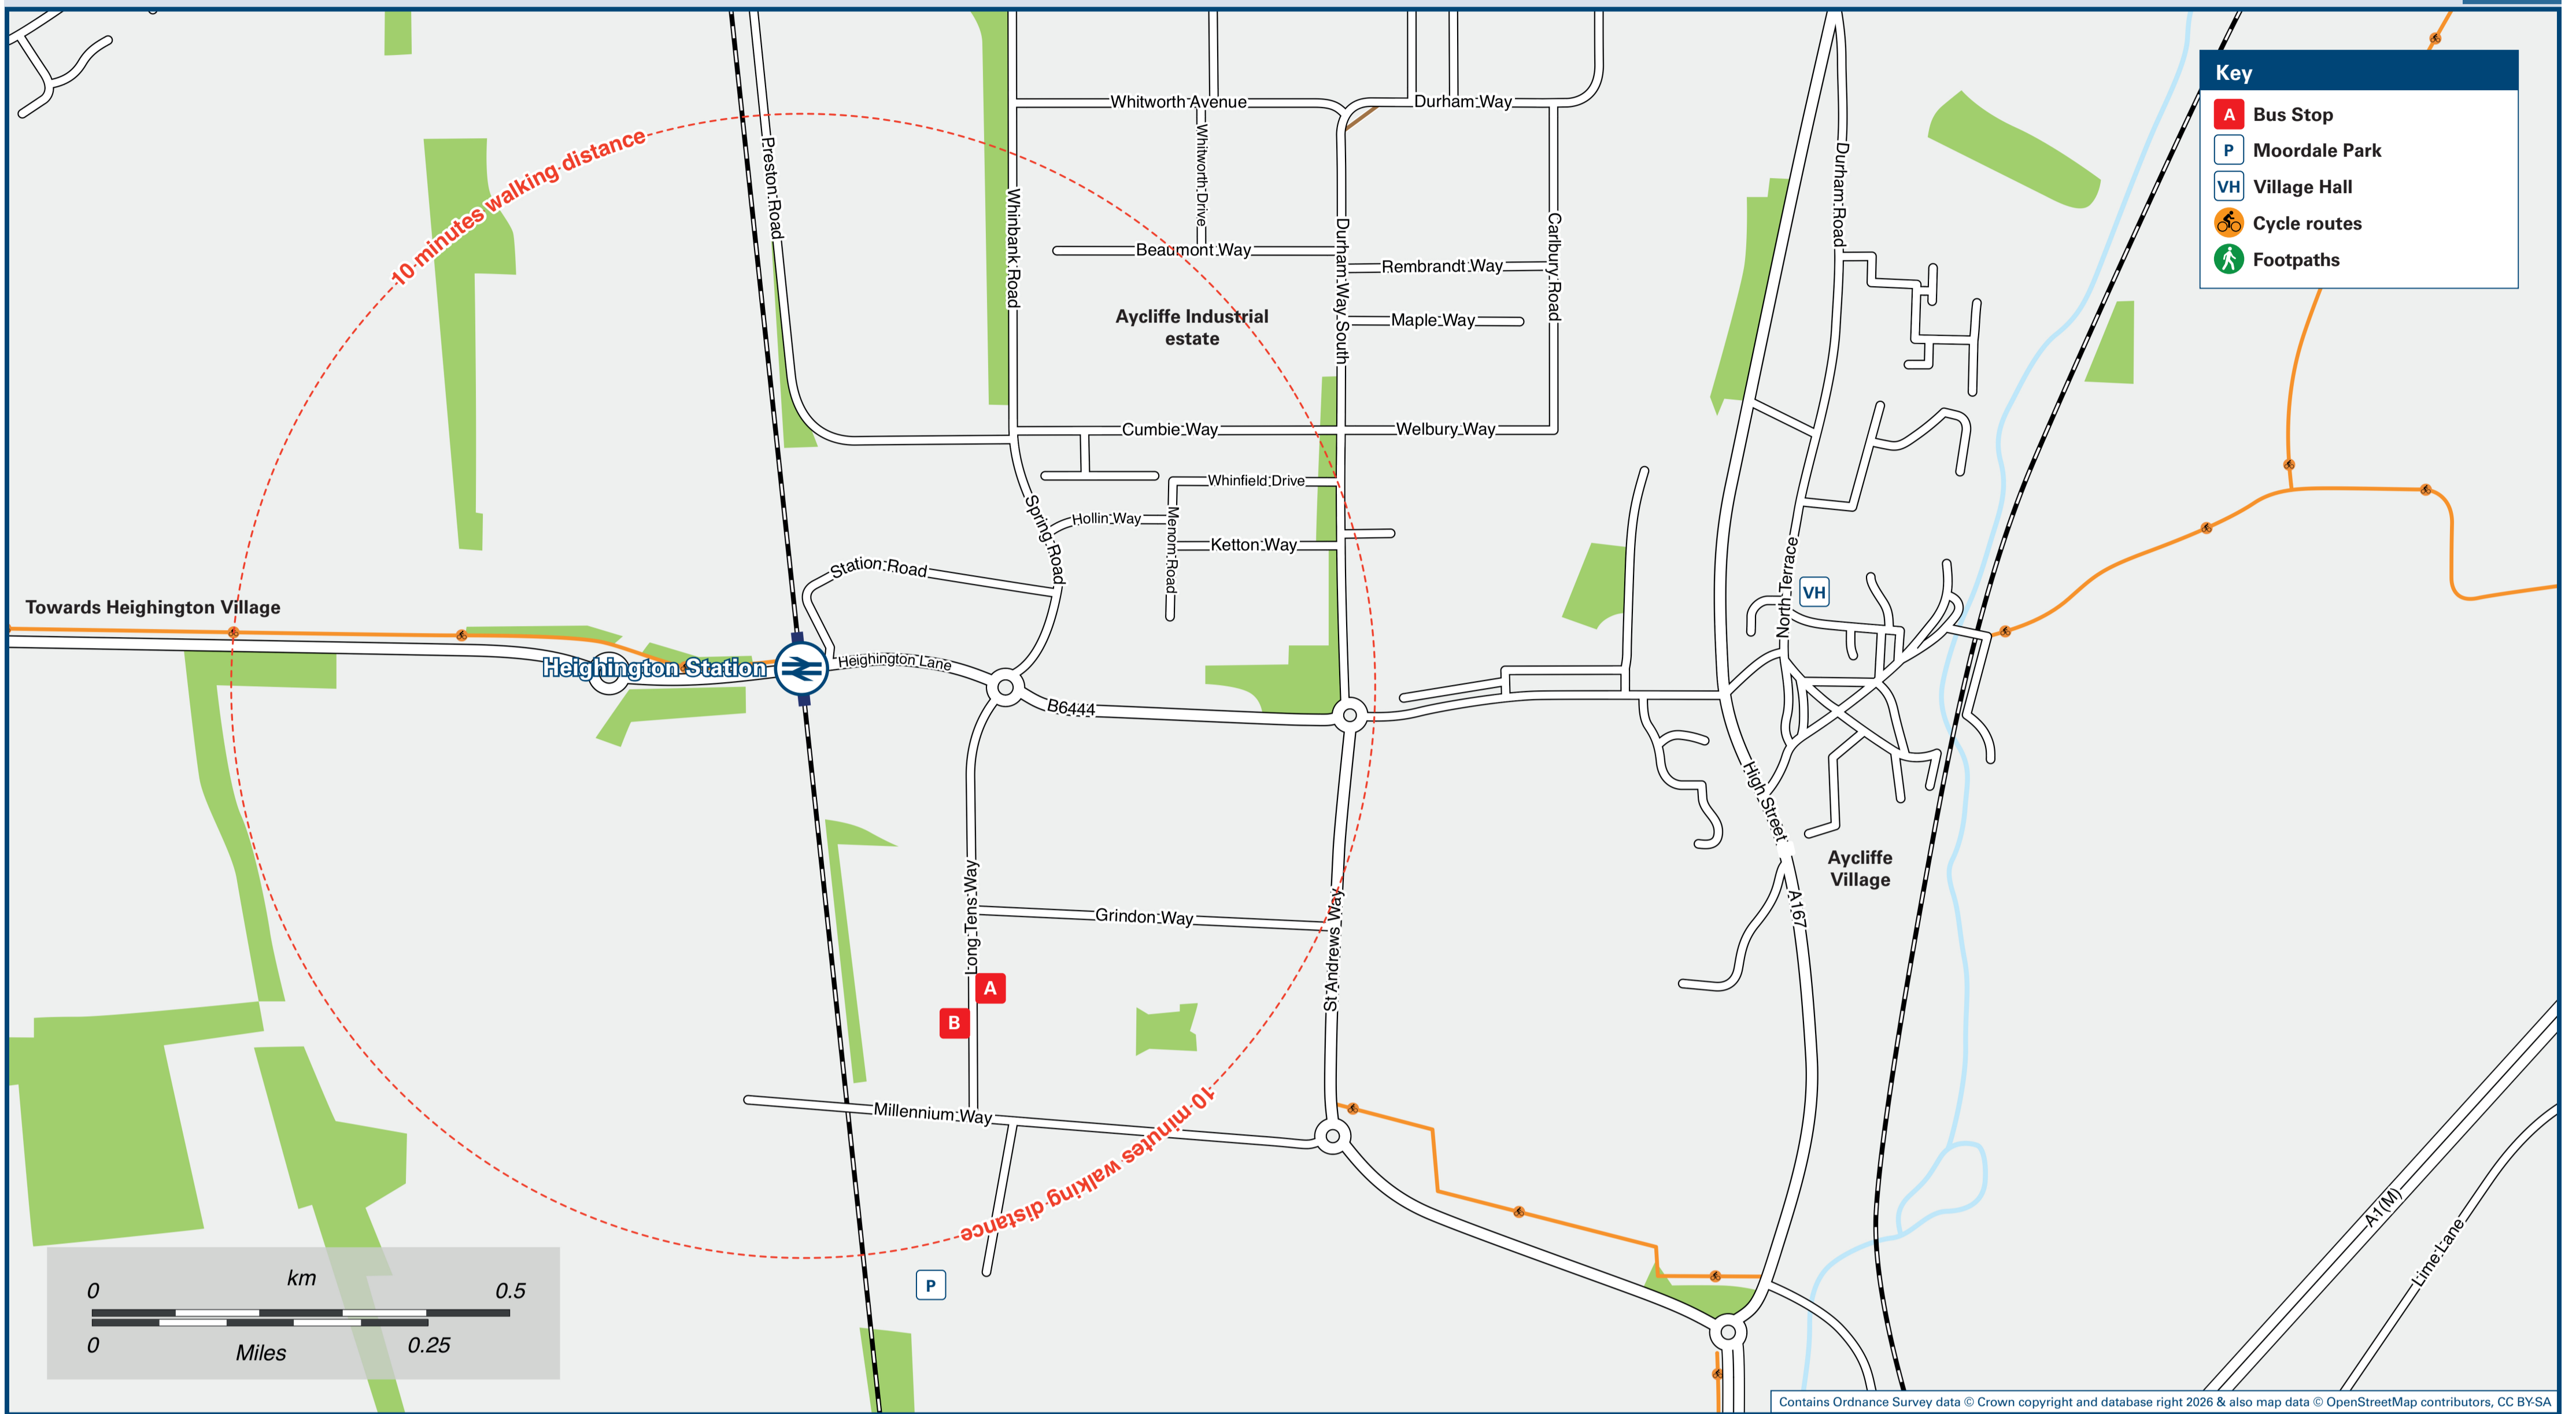 Key
A Bus Stop
P Moordale Park
VH Village Hall
Cycle routes
Footpaths
10 minutes walking distance
Preston Road
Whinbank Road
Whitworth Avenue
Durham Way
Whitworth Drive
Beaumont Way
Durham Way South
Rembrandt Way
Carlbury Road
Maple Way
Durham Road
Aycliffe Industrial
estate
Cumbie Way
Welbury Way
Whinfield Drive
Spring Road
Hollin Way
Menom Road
Ketton Way
Station Road
North Terrace
VH
Towards Heighington Village
Heighington Station
Heighington Lane
B6444
High Street
Aycliffe
Village
A167
Long Tens Way
Grindon Way
St Andrews Way
A
B
Millennium Way
10 minutes walking distance
P
A1(M)
Lime Lane
0 km 0.5
0 Miles 0.25
Contains Ordnance Survey data © Crown copyright and database right 2026 & also map data © OpenStreetMap contributors, CC BY-SA